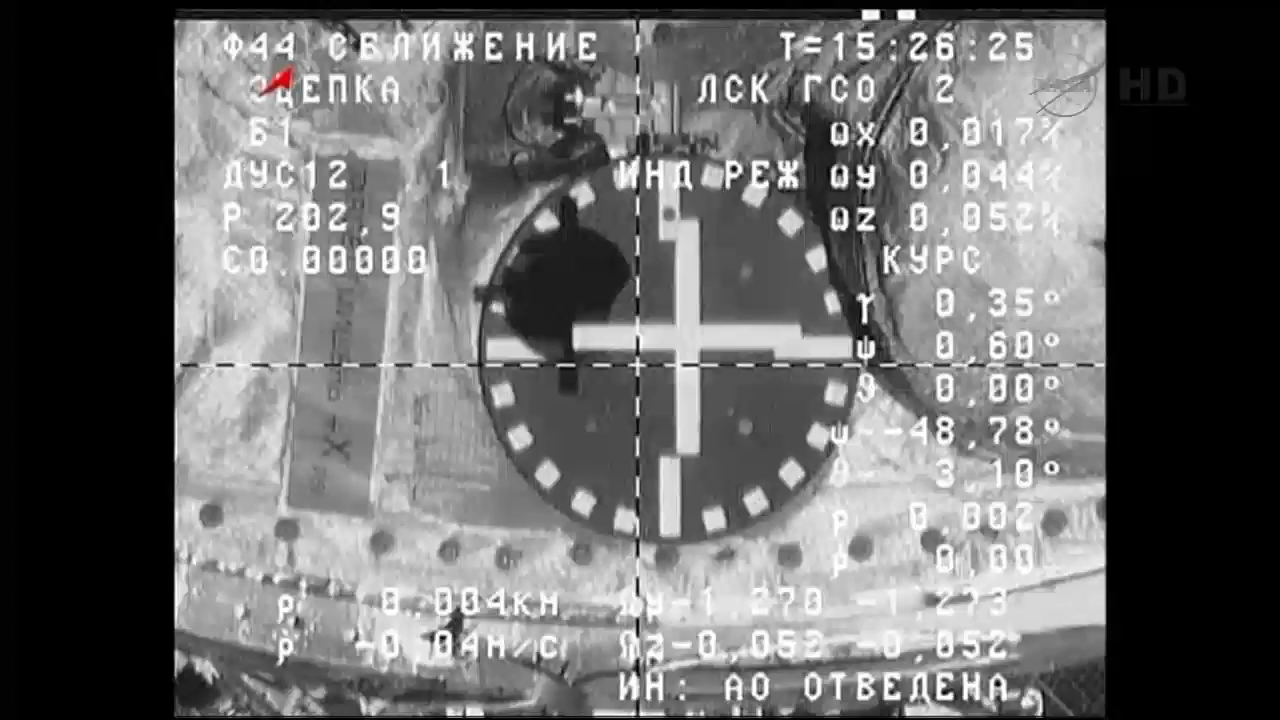 Ф44 СБЛИЖЕНИЕ T=15:26:25
СЦЕПКА ЛСК ГСО 2
HD
Б1 ΩX 0,017%
ДУС12 1 ИНД РЕЖ ΩУ 0,044%
Р 202,9 ΩZ 0,052%
С0.00000 КУРС
γ 0,35°
ψ 0,60°
ϑ 0,00°
ψ--48,78°
ϑ- 3,10°
ρ 0,002
ρ̇ 0,00
ρ 0,004КМ ΩУ-1,270 -1,273
ρ̇ -0,04М/С ΩZ-0,052 -0,052
ИН: АО ОТВЕДЕНА